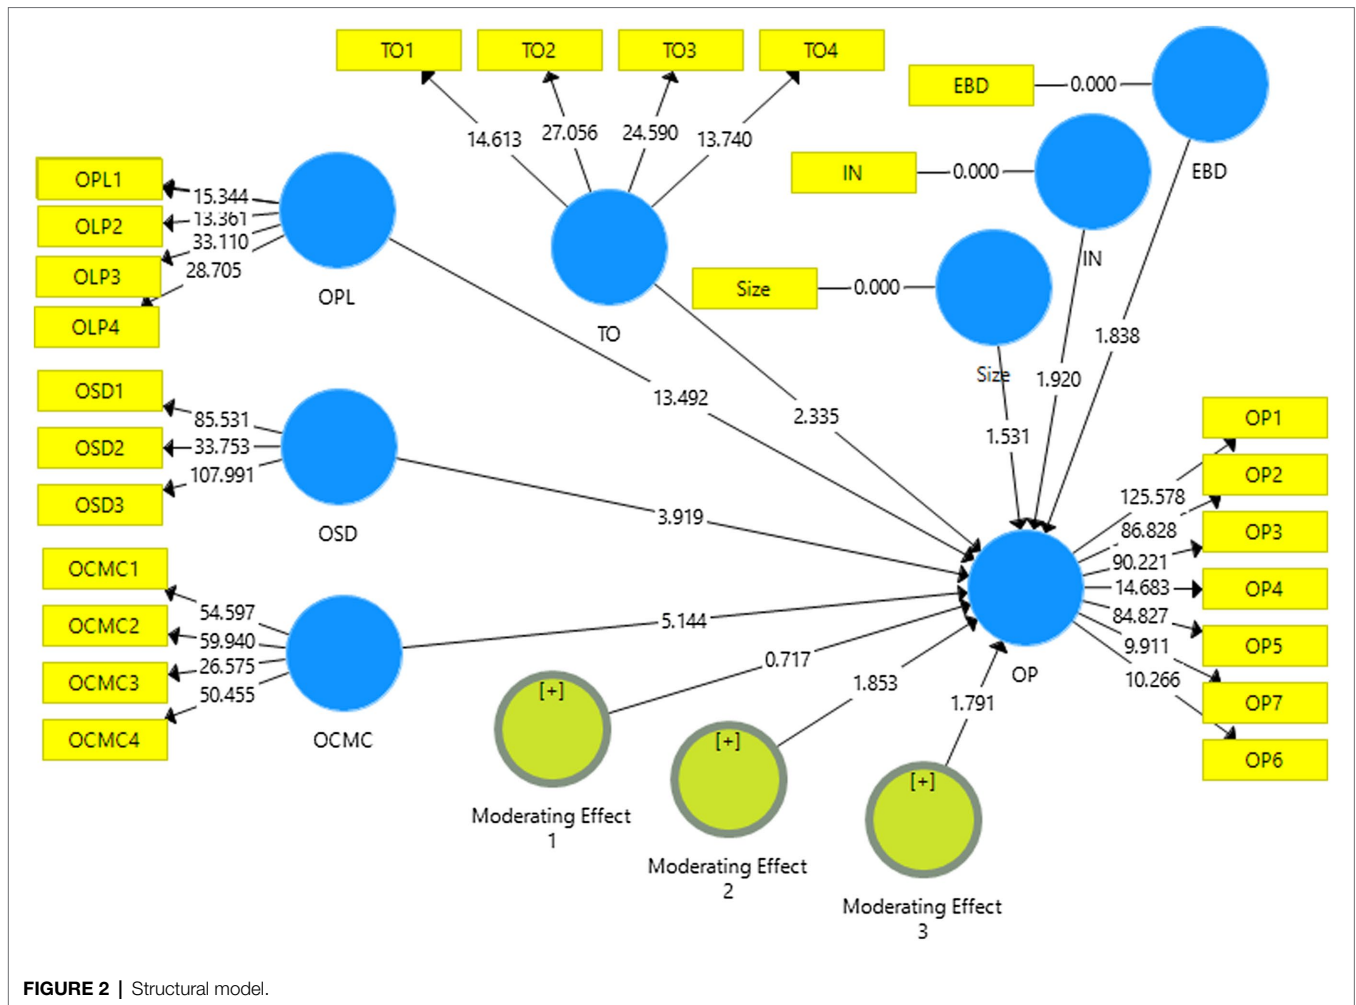 TO1
TO2
TO3
TO4
14.613
27.056
24.590
13.740
TO
EBD
0.000
EBD
IN
0.000
IN
Size
0.000
Size
OPL1
OLP2
OLP3
OLP4
15.344
13.361
33.110
28.705
OPL
OSD1
OSD2
OSD3
85.531
33.753
107.991
OSD
OCMC1
OCMC2
OCMC3
OCMC4
54.597
59.940
26.575
50.455
OCMC
13.492
2.335
1.531
1.920
1.838
3.919
5.144
0.717
1.853
1.791
OP
OP1
OP2
OP3
OP4
OP5
OP7
OP6
125.578
86.828
90.221
14.683
84.827
9.911
10.266
[+]
Moderating Effect
1
[+]
Moderating Effect
2
[+]
Moderating Effect
3
FIGURE 2 | Structural model.